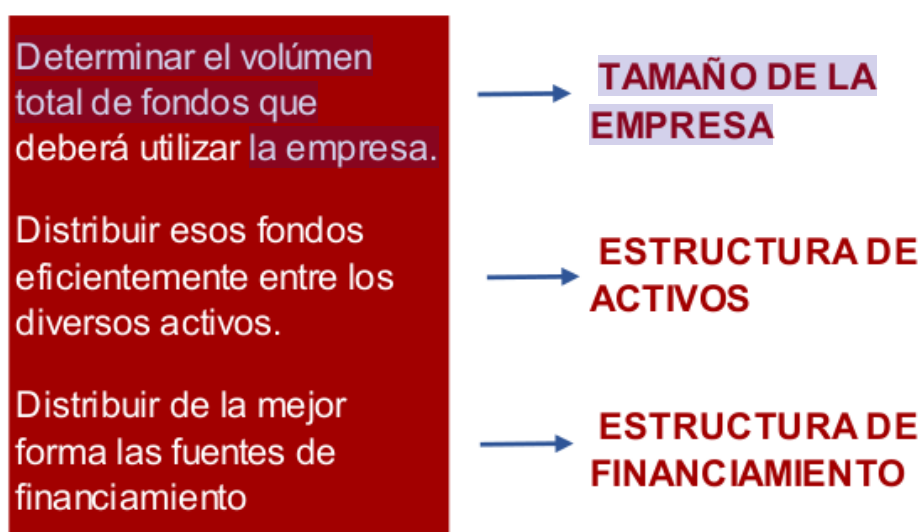 Determinar el volúmen
total de fondos que
deberá utilizar la empresa.
TAMAÑO DE LA
EMPRESA
Distribuir esos fondos
eficientemente entre los
diversos activos.
ESTRUCTURA DE
ACTIVOS
Distribuir de la mejor
forma las fuentes de
financiamiento
ESTRUCTURA DE
FINANCIAMIENTO